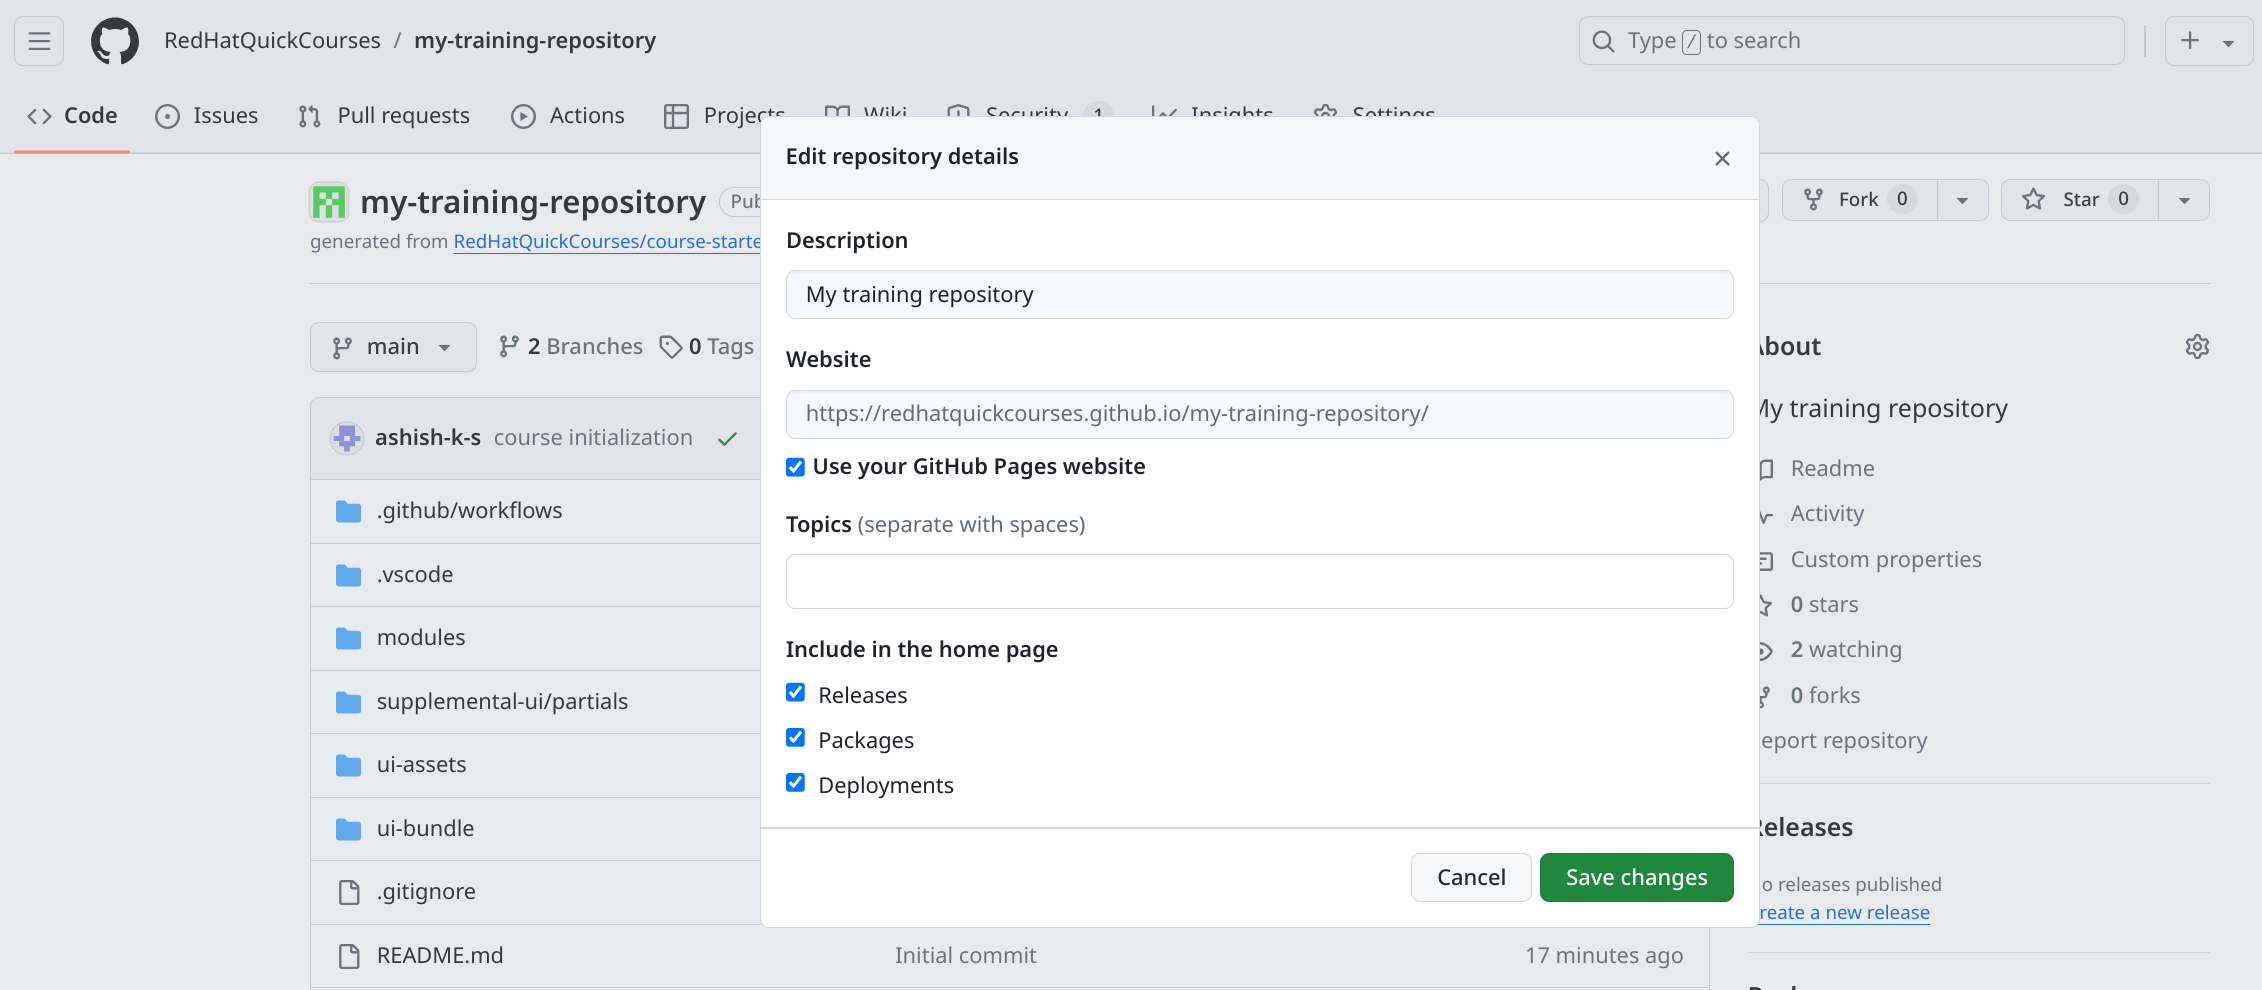 RedHatQuickCourses / my-training-repository
Type / to search
Code Issues Pull requests Actions Projects Wiki Security 1 Insights Settings
Edit repository details
my-training-repository
Fork 0
Star 0
generated from RedHatQuickCourses/course-starte
Description
My training repository
main
2 Branches
0 Tags
About
Website
https://redhatquickcourses.github.io/my-training-repository/
My training repository
ashish-k-s course initialization
Use your GitHub Pages website
Readme
.github/workflows
Topics (separate with spaces)
Activity
.vscode
Custom properties
0 stars
modules
Include in the home page
2 watching
supplemental-ui/partials
Releases
0 forks
Packages
eport repository
ui-assets
Deployments
ui-bundle
Releases
Cancel
Save changes
.gitignore
o releases published
reate a new release
README.md
Initial commit
17 minutes ago